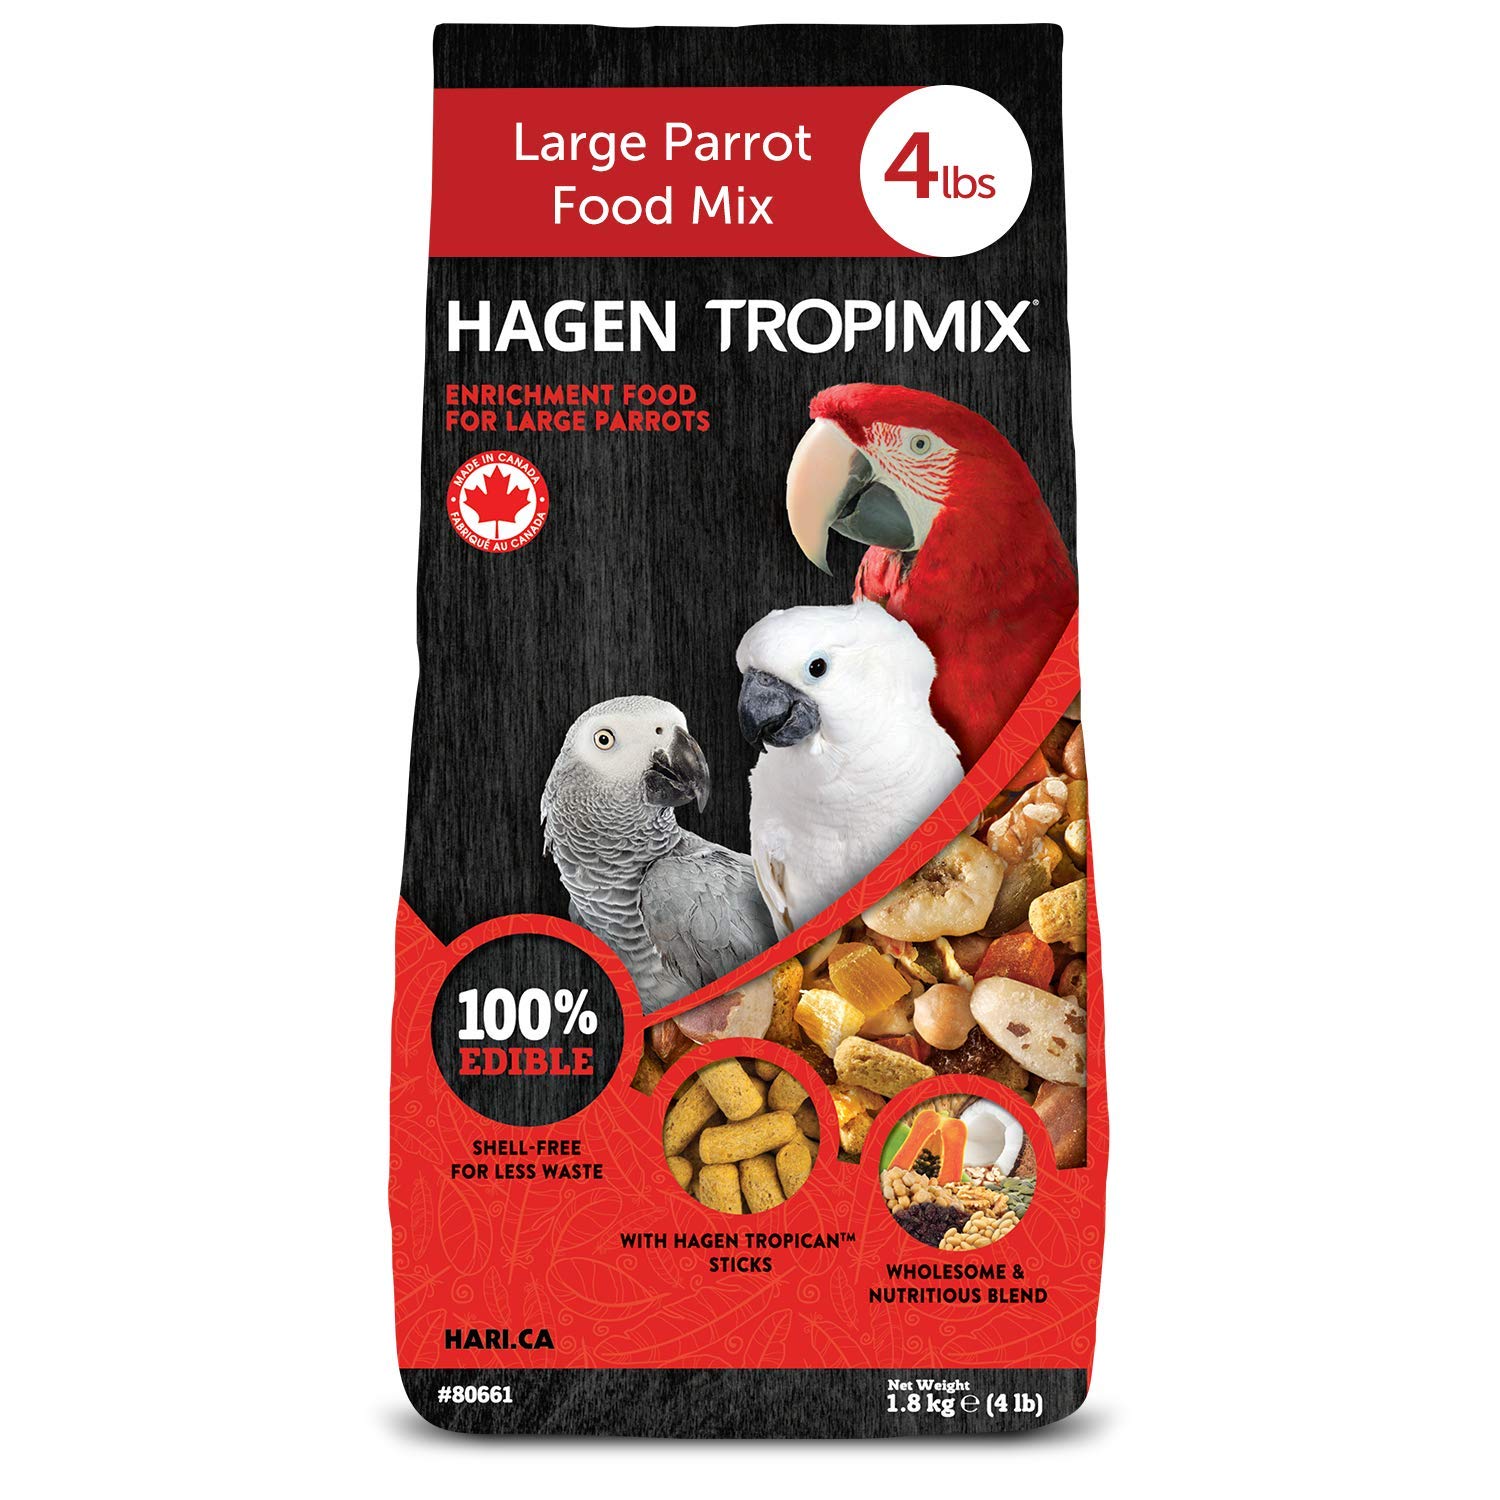 Large Parrot
Food Mix
4lbs
HAGEN TROPIMIX®
ENRICHMENT FOOD
FOR LARGE PARROTS
MADE IN CANADA
FABRIQUÉ AU CANADA
100%
EDIBLE
SHELL-FREE
FOR LESS WASTE
WITH HAGEN TROPICAN™
STICKS
WHOLESOME &
NUTRITIOUS BLEND
HARI.CA
#80661
Net Weight
1.8 kg ℮ (4 lb)